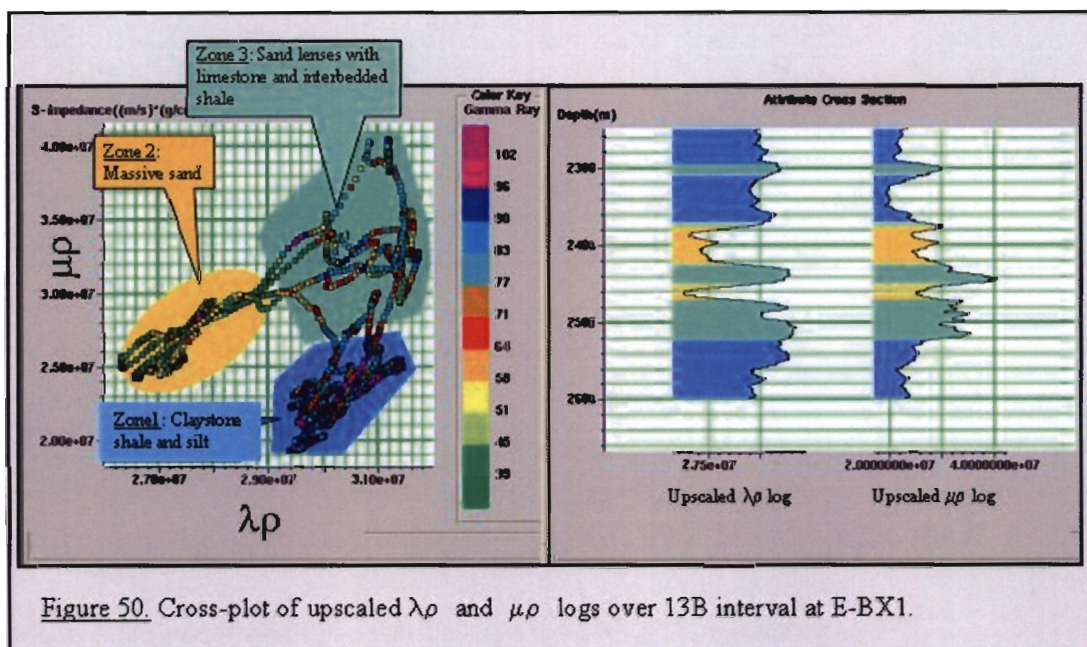 Zone 3: Sand lenses with
limestone and interbedded
shale
S-Impedance((m/s)*(g/c
Zone 2:
Massive sand
4.00e+07
3.50e+07
3.00e+07
2.50e+07
2.00e+07
μρ
Zone1: Claystone
shale and silt
2.70e+07 2.90e+07 3.10e+07
λρ
Color Key
Gamma Ray
102
96
90
83
77
71
64
58
51
45
39
Attribute Cross Section
Depth(m)
2300
2400
2500
2600
2.75e+07 2.0000000e+07 4.0000000e+07
Upscaled λρ log Upscaled μρ log
Figure 50. Cross-plot of upscaled λρ and μρ logs over 13B interval at E-BX1.